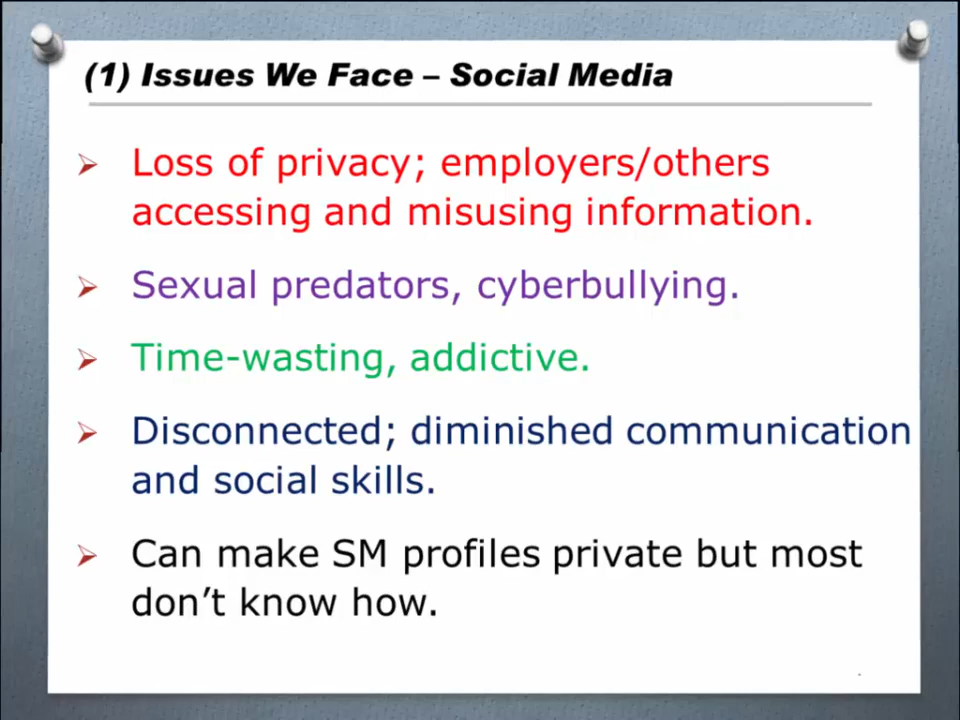 (1) Issues We Face – Social Media
Loss of privacy; employers/others
accessing and misusing information.
Sexual predators, cyberbullying.
Time-wasting, addictive.
Disconnected; diminished communication
and social skills.
Can make SM profiles private but most
don’t know how.